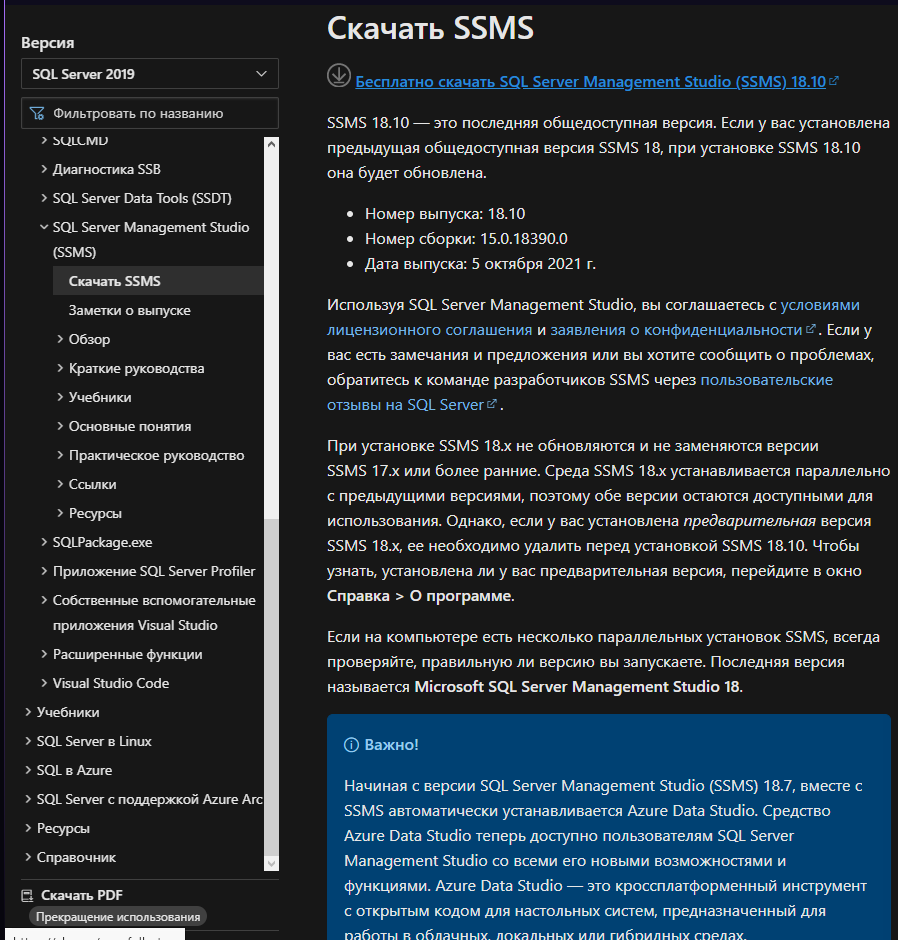 Версия
SQL Server 2019
Фильтровать по названию
SQLCMD
Диагностика SSB
SQL Server Data Tools (SSDT)
SQL Server Management Studio
(SSMS)
Скачать SSMS
Заметки о выпуске
Обзор
Краткие руководства
Учебники
Основные понятия
Практическое руководство
Ссылки
Ресурсы
SQLPackage.exe
Приложение SQL Server Profiler
Собственные вспомогательные
приложения Visual Studio
Расширенные функции
Visual Studio Code
Учебники
SQL Server в Linux
SQL в Azure
SQL Server с поддержкой Azure Arc
Ресурсы
Справочник
Скачать PDF
Прекращение использования
Скачать SSMS
Бесплатно скачать SQL Server Management Studio (SSMS) 18.10
SSMS 18.10 — это последняя общедоступная версия. Если у вас установлена
предыдущая общедоступная версия SSMS 18, при установке SSMS 18.10
она будет обновлена.
• Номер выпуска: 18.10
• Номер сборки: 15.0.18390.0
• Дата выпуска: 5 октября 2021 г.
Используя SQL Server Management Studio, вы соглашаетесь с условиями
лицензионного соглашения и заявления о конфиденциальности. Если у
вас есть замечания и предложения или вы хотите сообщить о проблемах,
обратитесь к команде разработчиков SSMS через пользовательские
отзывы на SQL Server.
При установке SSMS 18.x не обновляются и не заменяются версии
SSMS 17.x или более ранние. Среда SSMS 18.x устанавливается параллельно
с предыдущими версиями, поэтому обе версии остаются доступными для
использования. Однако, если у вас установлена предварительная версия
SSMS 18.x, ее необходимо удалить перед установкой SSMS 18.10. Чтобы
узнать, установлена ли у вас предварительная версия, перейдите в окно
Справка > О программе.
Если на компьютере есть несколько параллельных установок SSMS, всегда
проверяйте, правильную ли версию вы запускаете. Последняя версия
называется Microsoft SQL Server Management Studio 18.
Важно!
Начиная с версии SQL Server Management Studio (SSMS) 18.7, вместе с
SSMS автоматически устанавливается Azure Data Studio. Средство
Azure Data Studio теперь доступно пользователям SQL Server
Management Studio со всеми его новыми возможностями и
функциями. Azure Data Studio — это кроссплатформенный инструмент
с открытым кодом для настольных систем, предназначенный для
работы в облачных, локальных или гибридных средах.